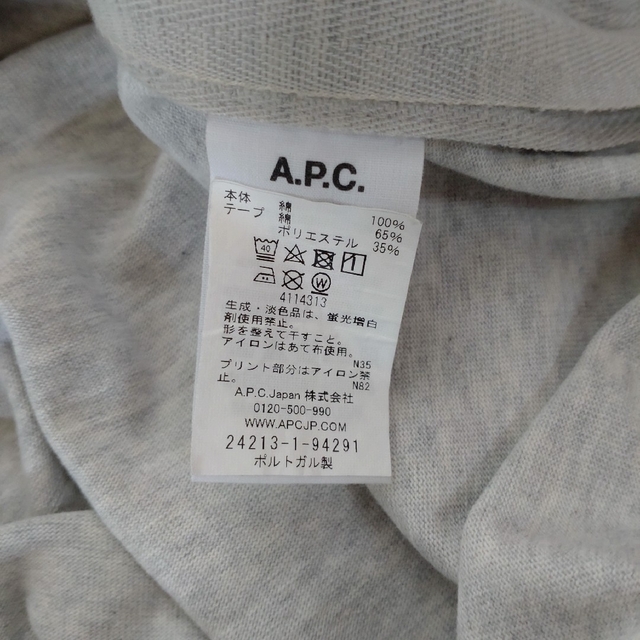 A.P.C.
本体 綿 100%
テープ 綿 65%
ポリエステル 35%
40
1
W
4114313
生成・淡色品は、蛍光増白
剤使用禁止。
形を整えて干すこと。
アイロンはあて布使用。
N35
プリント部分はアイロン禁
止。 N82
A.P.C.Japan 株式会社
0120-500-990
WWW.APCJP.COM
24213-1-94291
ポルトガル製